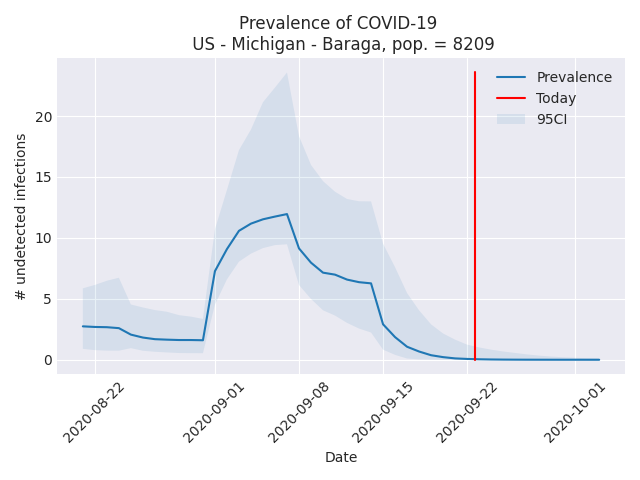 Prevalence of COVID-19
US - Michigan - Baraga, pop. = 8209
# undetected infections
20
15
10
5
0
Prevalence
Today
95CI
2020-08-22
2020-09-01
2020-09-08
2020-09-15
2020-09-22
2020-10-01
Date